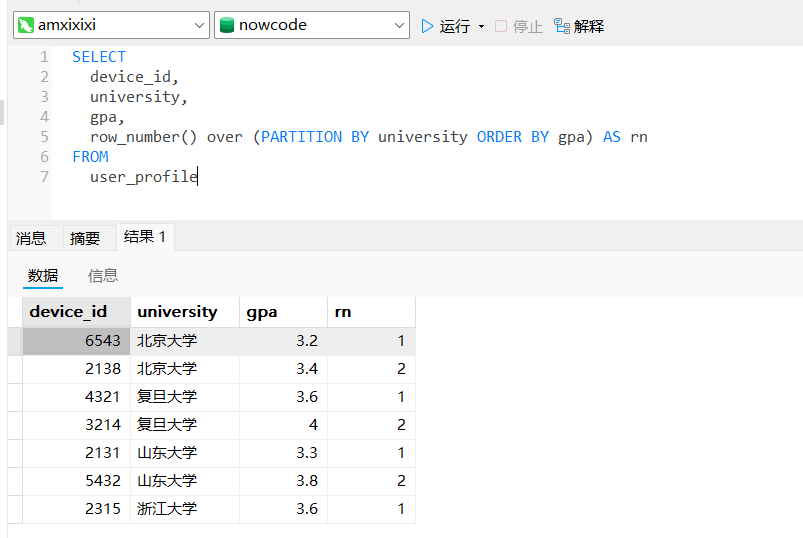 amxixixi nowcode 运行 停止 解释
1 SELECT
2 device_id,
3 university,
4 gpa,
5 row_number() over (PARTITION BY university ORDER BY gpa) AS rn
6 FROM
7 user_profile
消息 摘要 结果 1
数据 信息
device_id university gpa rn
6543 北京大学 3.2 1
2138 北京大学 3.4 2
4321 复旦大学 3.6 1
3214 复旦大学 4 2
2131 山东大学 3.3 1
5432 山东大学 3.8 2
2315 浙江大学 3.6 1